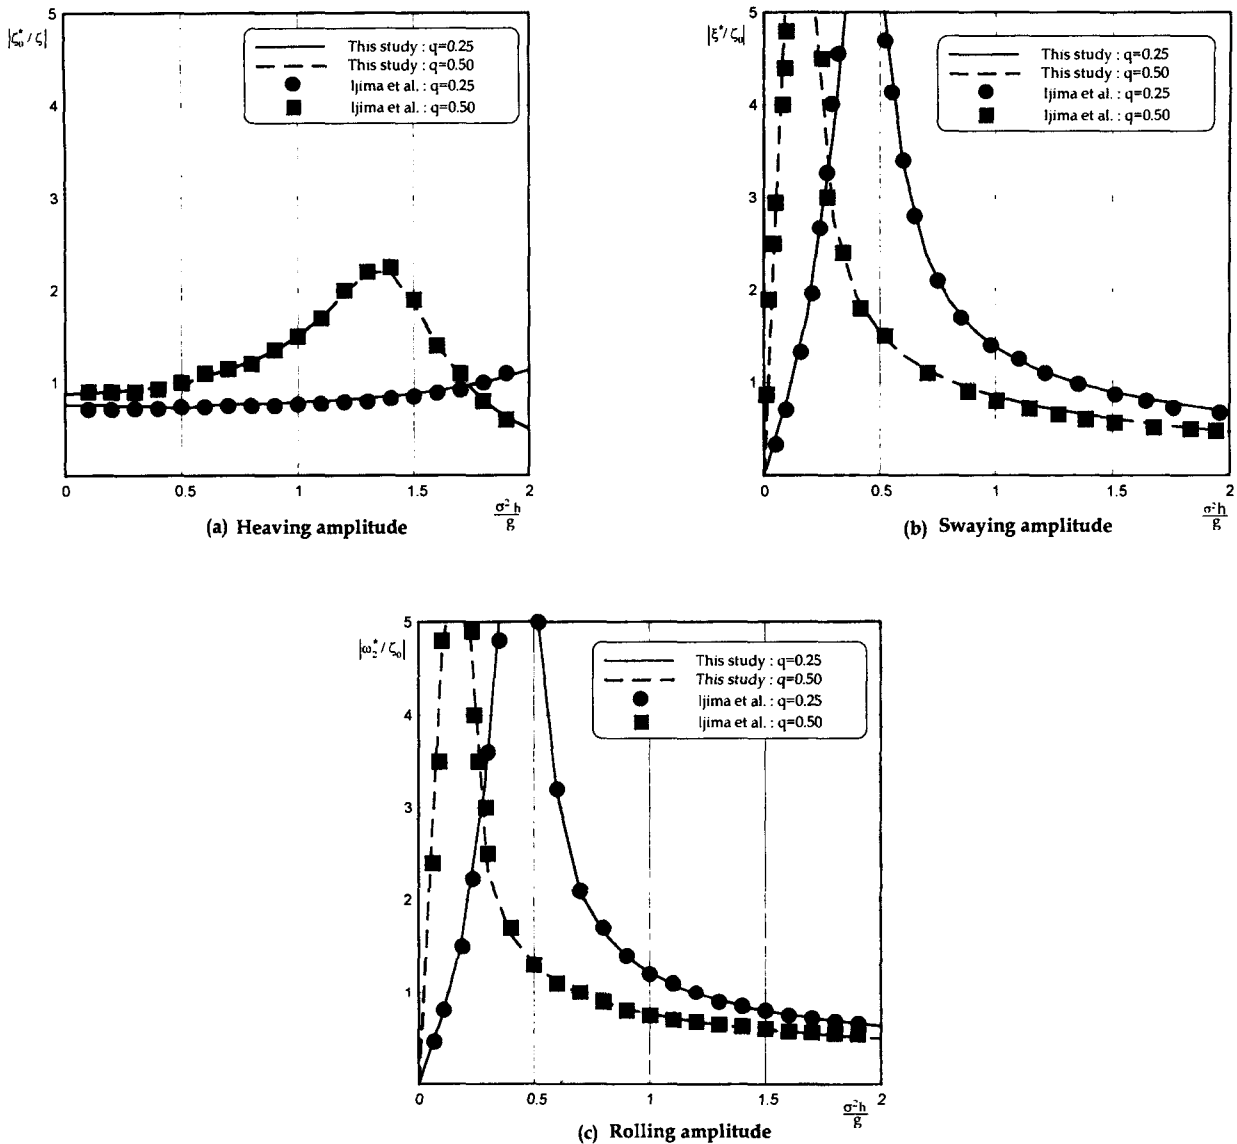 |ζ₀*/ζ|
5
4
3
2
1
This study : q=0.25
This study : q=0.50
Ijima et al. : q=0.25
Ijima et al. : q=0.50
0 0.5 1 1.5 2
σ²h/g
(a) Heaving amplitude
|ξ*/ζ₀|
5
4
3
2
1
This study : q=0.25
This study : q=0.50
Ijima et al. : q=0.25
Ijima et al. : q=0.50
0 0.5 1 1.5 2
σ²h/g
(b) Swaying amplitude
|ω₂*/ζ₀|
5
4
3
2
1
This study : q=0.25
This study : q=0.50
Ijima et al. : q=0.25
Ijima et al. : q=0.50
0 0.5 1 1.5 2
σ²h/g
(c) Rolling amplitude